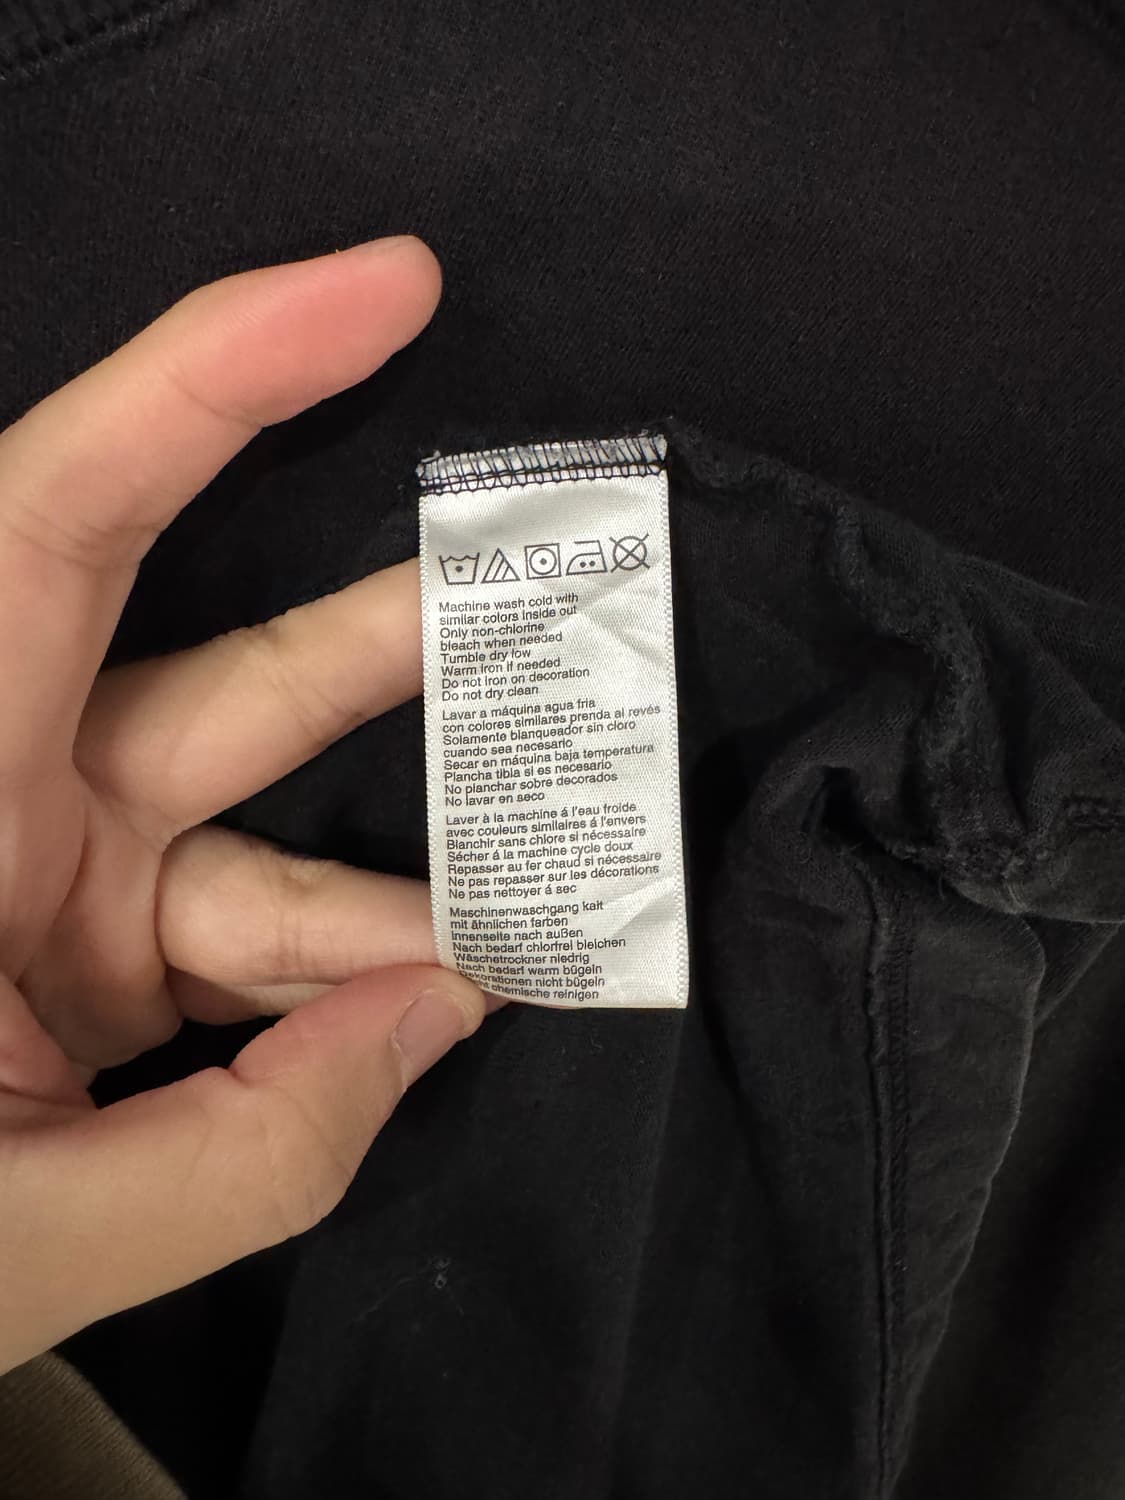 Machine wash cold with
similar colors inside out
Only non-chlorine
bleach when needed
Tumble dry low
Warm iron if needed
Do not iron on decoration
Do not dry clean
Lavar a máquina agua fria
con colores similares prenda al revés
Solamente blanqueador sin cloro
cuando sea necesario
Secar en máquina baja temperatura
Plancha tibla si es necesario
No planchar sobre decorados
No lavar en seco
Laver à la machine á l'eau froide
avec couleurs similaires á l'envers
Blanchir sans chlore si nécessaire
Sécher á la machine cycle doux
Repasser au fer chaud si nécessaire
Ne pas repasser sur les décorations
Ne pas nettoyer á sec
Maschinenwaschgang kalt
mit ähnlichen farben
innenseite nach außen
Nach bedarf chlorfrei bleichen
Wäschetrockner niedrig
Nach bedarf warm bügeln
Dekorationen nicht bügeln
chemische reinigen